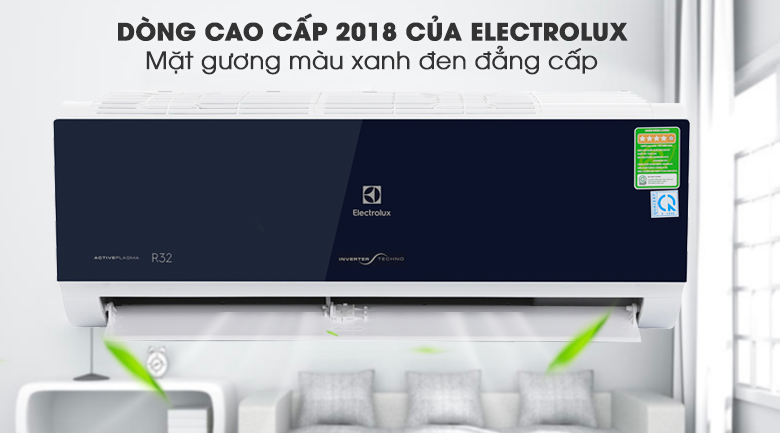 DÒNG CAO CẤP 2018 CỦA ELECTROLUX
Mặt gương màu xanh đen đẳng cấp
Electrolux
ACTIVEPLASMA R32
INVERTER TECHNO